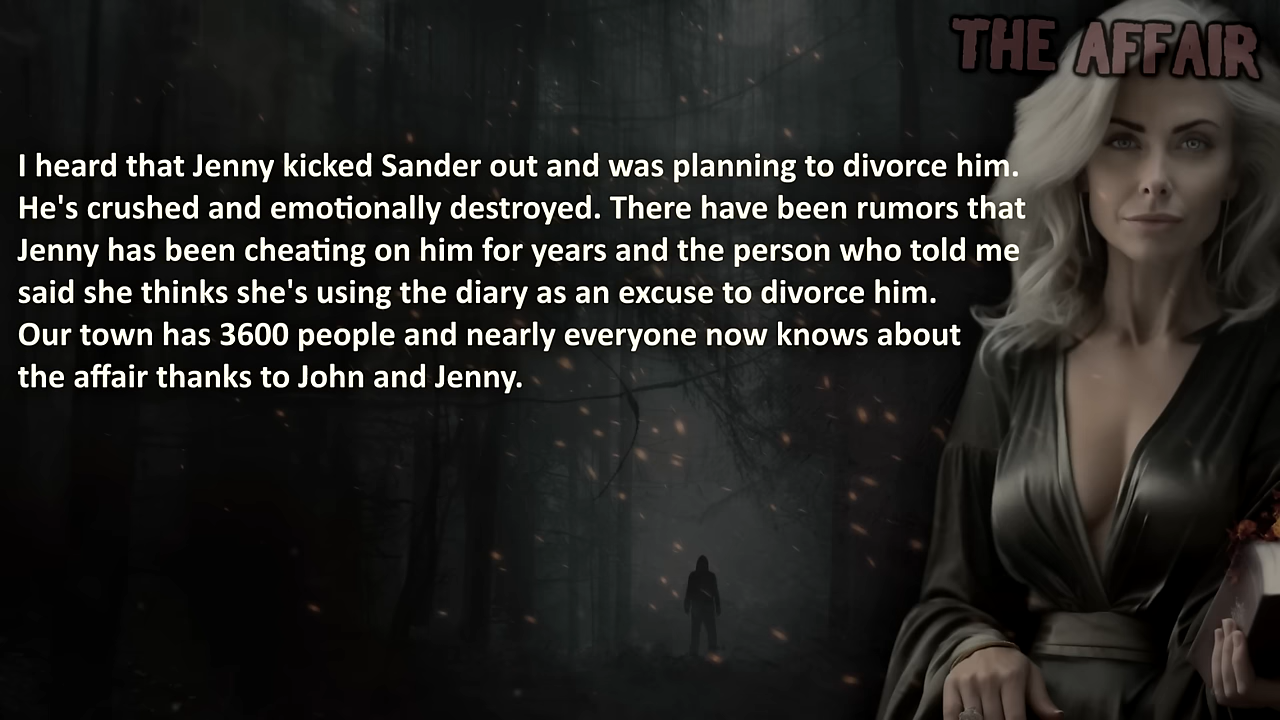 THE AFFAIR
I heard that Jenny kicked Sander out and was planning to divorce him.
He's crushed and emotionally destroyed. There have been rumors that
Jenny has been cheating on him for years and the person who told me
said she thinks she's using the diary as an excuse to divorce him.
Our town has 3600 people and nearly everyone now knows about
the affair thanks to John and Jenny.